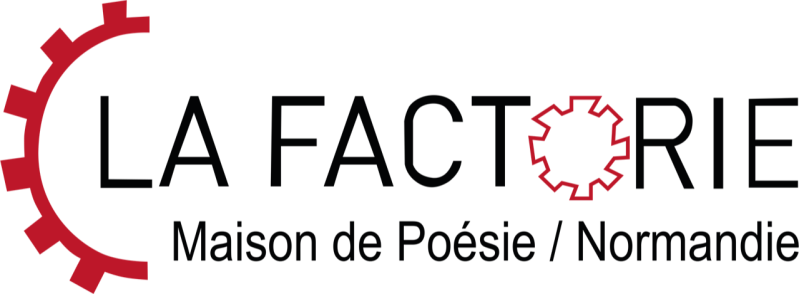 LA FACTORIE
Maison de Poésie / Normandie